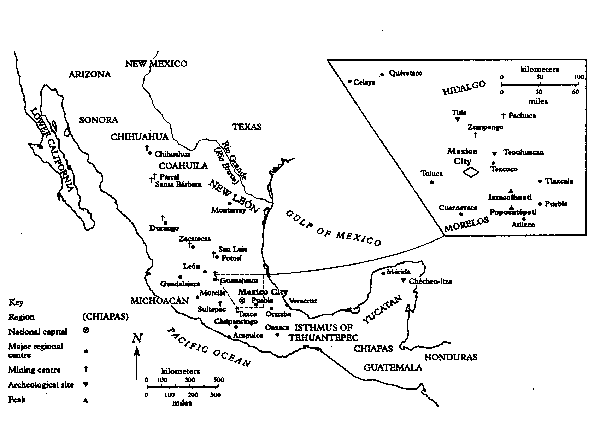 NEW MEXICO
ARIZONA
SONORA
TEXAS
LOWER CALIFORNIA
CHIHUAHUA
Chihuahua
COAHUILA
Rio Grande
(Rio Bravo)
Parral
Santa Bárbara
NEW LEÓN
Monterrey
Durango
GULF OF MEXICO
Zacatecas
San Luis
Potosí
León
Guanajuato
Guadalajara
Morelia
Mexico City
Puebla
Veracruz
MICHOACÁN
Sultepec
Taxco
Orizaba
Chilpancingo
Oaxaca
Acapulco
ISTHMUS OF
TEHUANTEPEC
Mérida
Chichen-Itza
YUCATAN
CHIAPAS
HONDURAS
GUATEMALA
PACIFIC OCEAN
N
kilometers
0 100 300 500
0 100 200 300
miles
Key
Region (CHIAPAS)
National capital
Major regional
centre
Mining centre
Archeological site
Peak
Querétaro
Celaya
kilometers
0 50 100
0 30 60
miles
HIDALGO
Tula
Pachuca
Zumpango
Mexico
City
Teotihuacan
Texcoco
Toluca
Tlaxcala
Ixtaccihuatl
Popocatépetl
Puebla
Cuernavaca
Atlixco
MORELOS